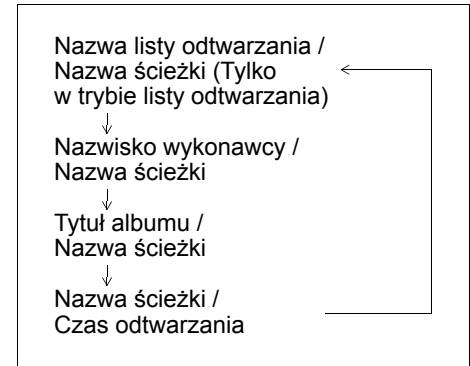 Nazwa listy odtwarzania /
Nazwa ścieżki (Tylko
w trybie listy odtwarzania)
Nazwisko wykonawcy /
Nazwa ścieżki
Tytuł albumu /
Nazwa ścieżki
Nazwa ścieżki /
Czas odtwarzania